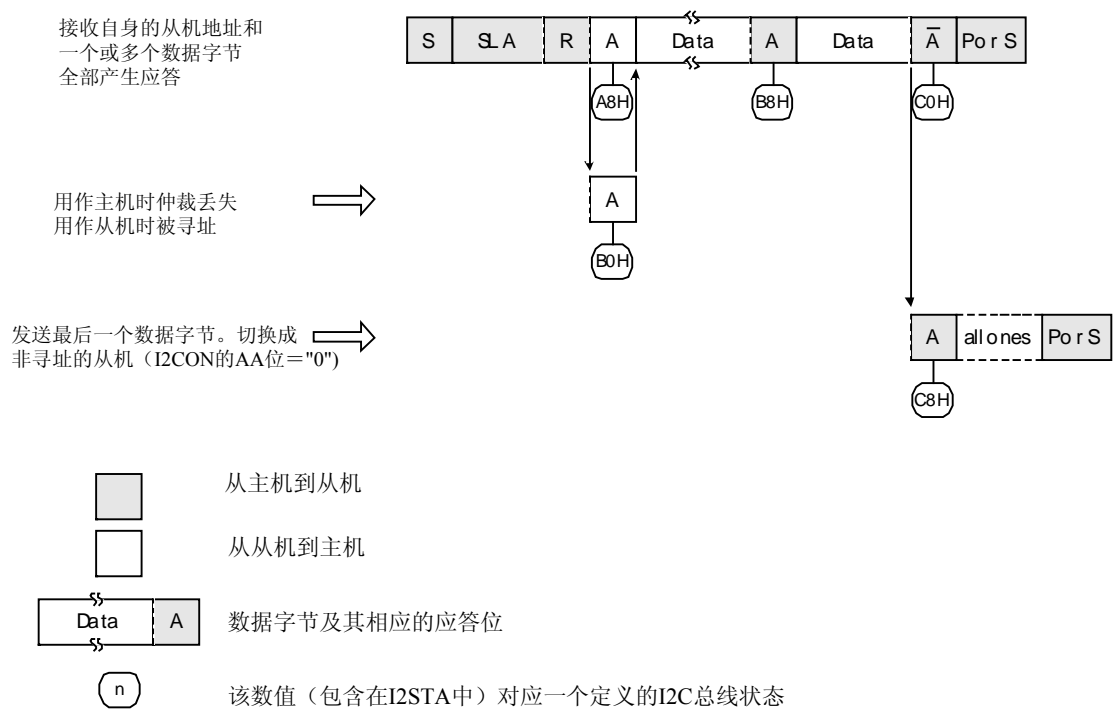 接收自身的从机地址和
一个或多个数据字节
全部产生应答
S SLA R A Data A Data A̅ P or S
A8H B8H C0H
用作主机时仲裁丢失
用作从机时被寻址
A
B0H
发送最后一个数据字节。切换成
非寻址的从机（I2CON的AA位＝"0")
A all ones P or S
C8H
从主机到从机
从从机到主机
Data A 数据字节及其相应的应答位
n 该数值（包含在I2STA中）对应一个定义的I2C总线状态